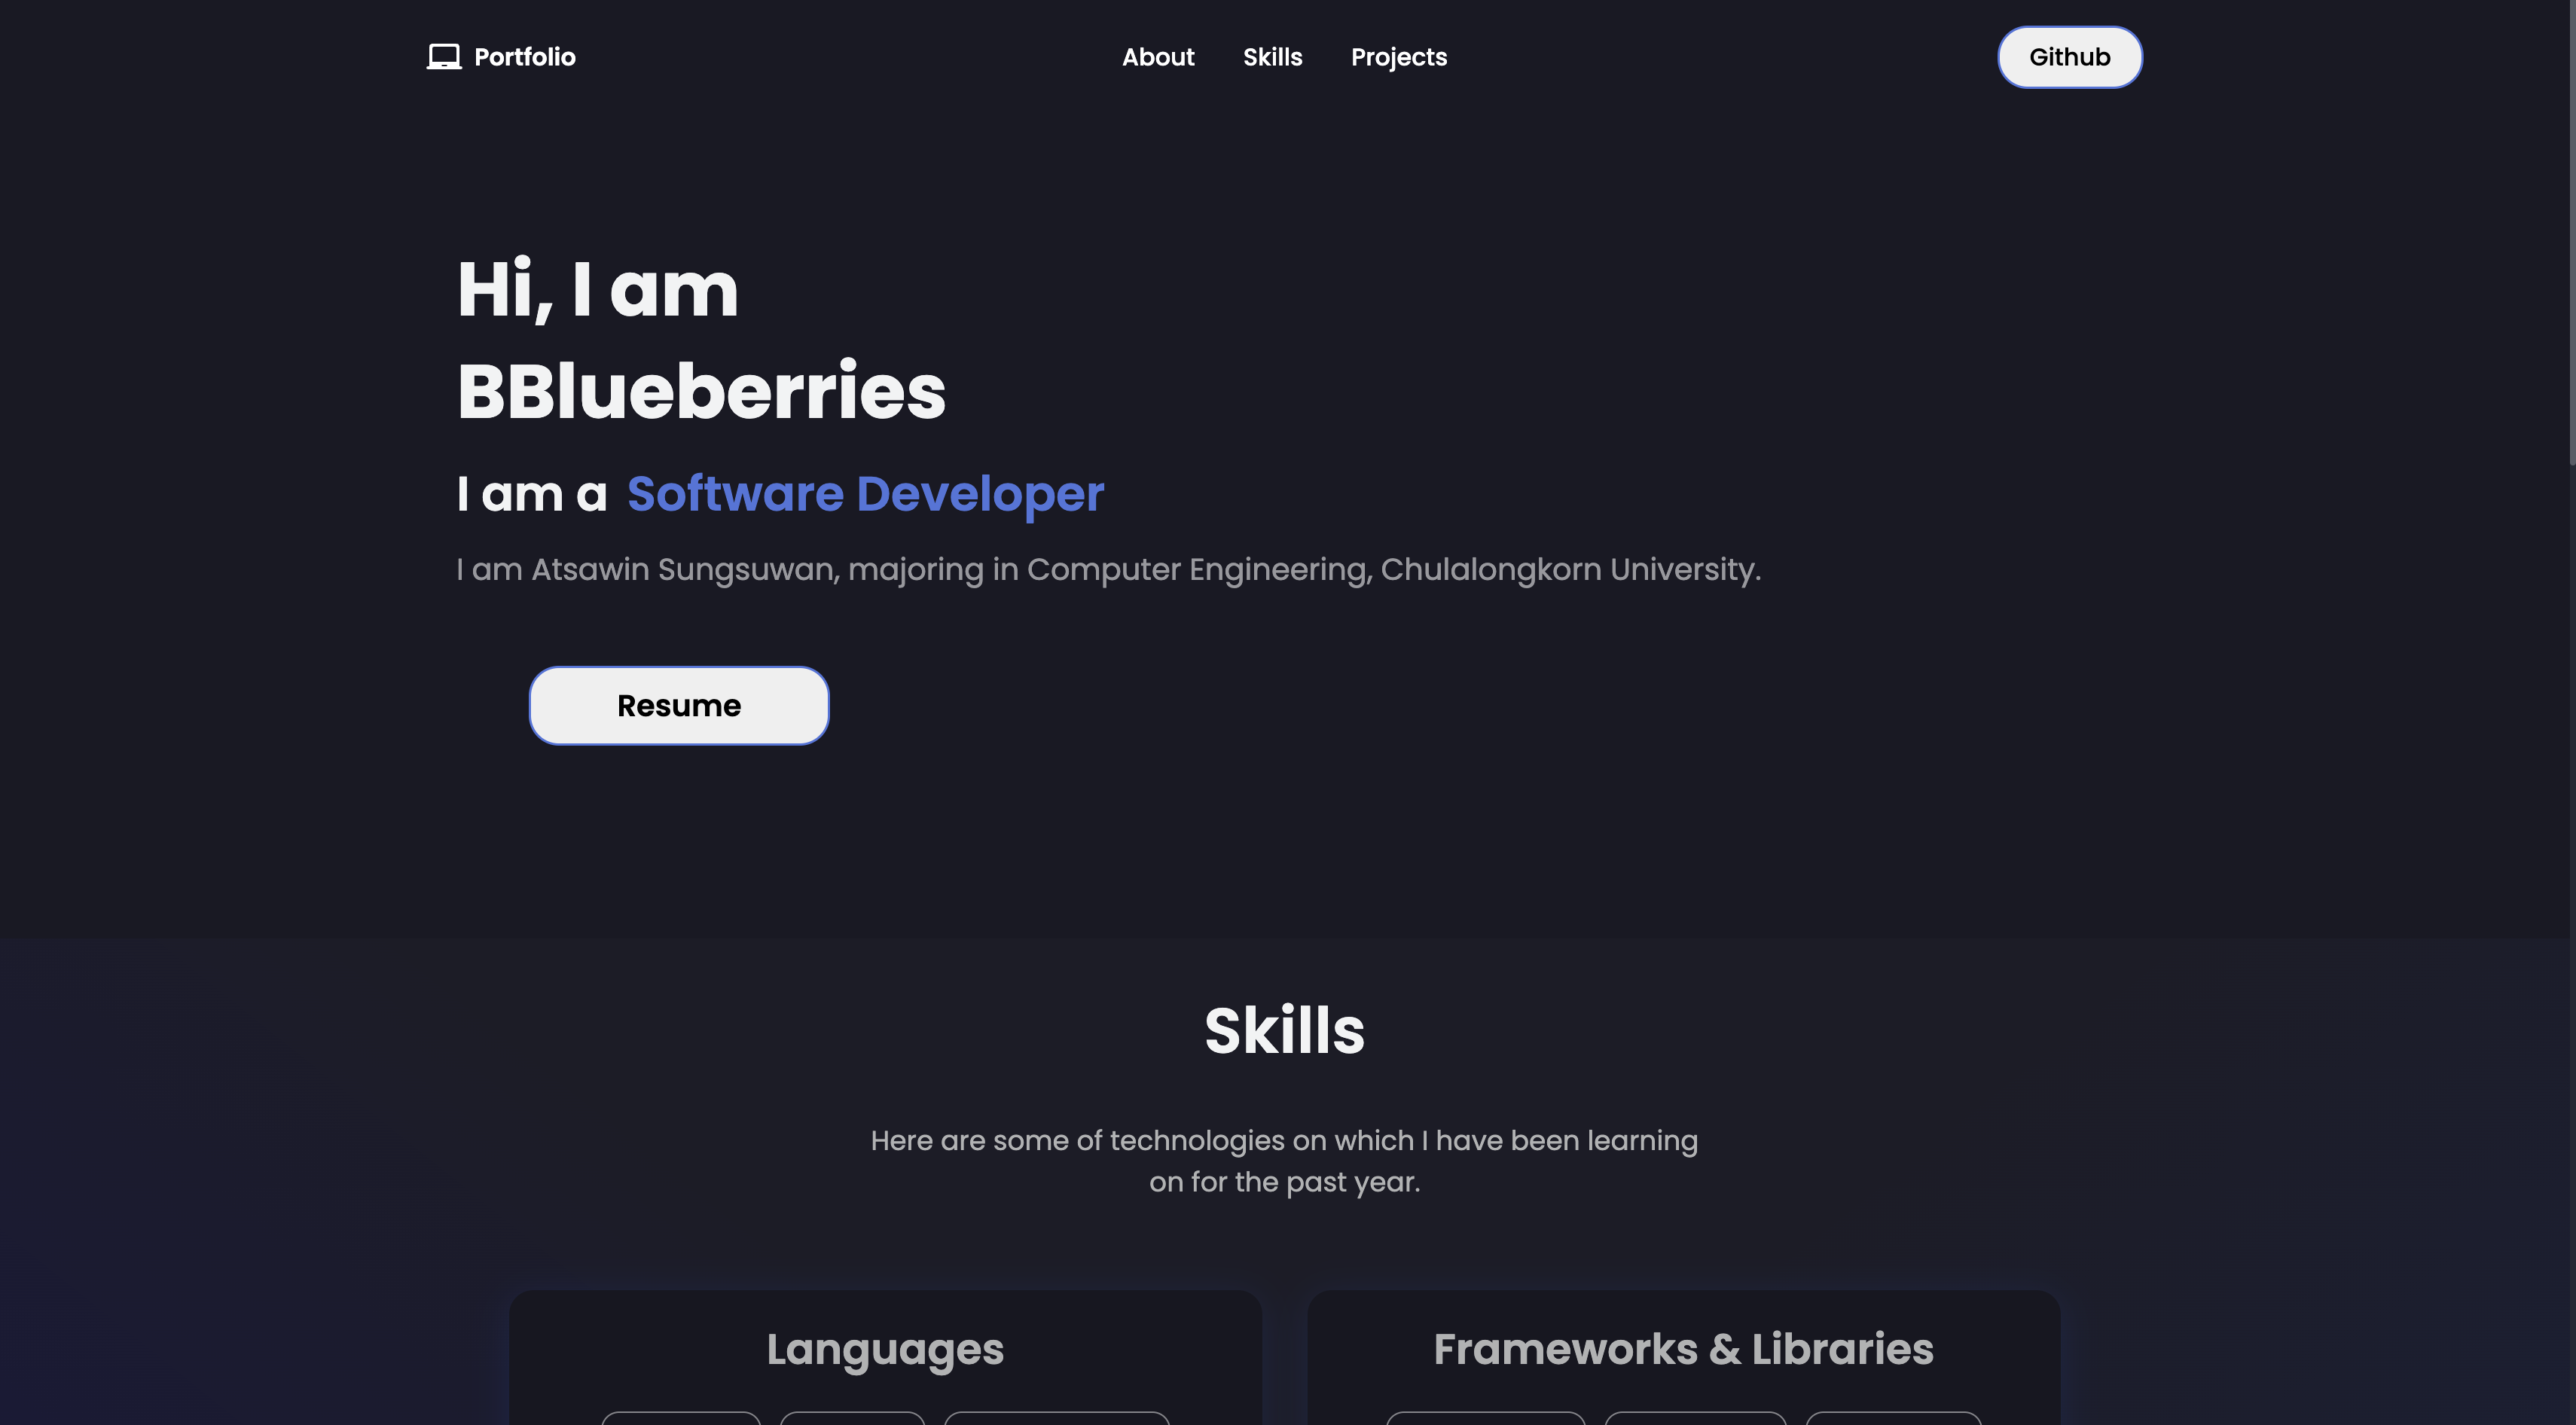 Portfolio
About
Skills
Projects
Github
Hi, I am
BBlueberries
I am a Software Developer
I am Atsawin Sungsuwan, majoring in Computer Engineering, Chulalongkorn University.
Resume
Skills
Here are some of technologies on which I have been learning
on for the past year.
Languages
Frameworks & Libraries